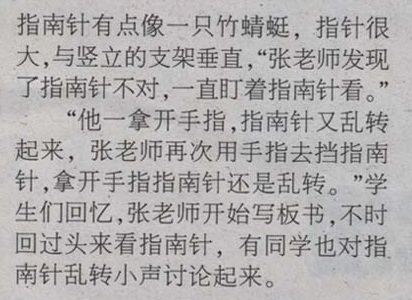 指南针有点像一只竹蜻蜓，指针很
大，与竖立的支架垂直，“张老师发现
了指南针不对，一直盯着指南针看。”
“他一拿开手指，指南针又乱转
起来，张老师再次用手指去挡指南
针，拿开手指指南针还是乱转。”学
生们回忆，张老师开始写板书，不时
回过头来看指南针，有同学也对指
南针乱转小声讨论起来。